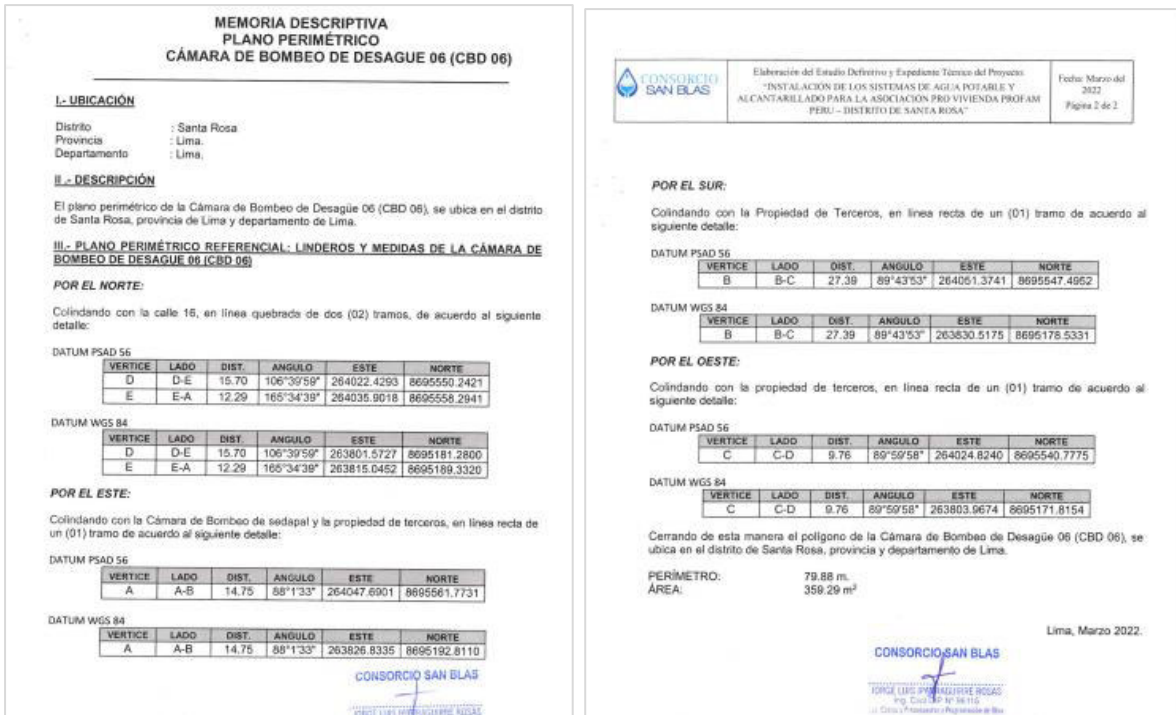 MEMORIA DESCRIPTIVA
PLANO PERIMÉTRICO
CÁMARA DE BOMBEO DE DESAGUE 06 (CBD 06)
I.- UBICACIÓN
Distrito : Santa Rosa
Provincia : Lima.
Departamento : Lima.
II.- DESCRIPCIÓN
El plano perimétrico de la Cámara de Bombeo de Desagüe 06 (CBD 06), se ubica en el distrito
de Santa Rosa, provincia de Lima y departamento de Lima.
III.- PLANO PERIMÉTRICO REFERENCIAL: LINDEROS Y MEDIDAS DE LA CÁMARA DE
BOMBEO DE DESAGUE 06 (CBD 06)
POR EL NORTE:
Colindando con la calle 16, en línea quebrada de dos (02) tramos, de acuerdo al siguiente
detalle:
DATUM PSAD 56
VERTICE LADO DIST. ANGULO ESTE NORTE
D D-E 15.70 106°39'59" 264022.4293 8695550.2421
E E-A 12.29 165°34'39" 264035.9018 8695558.2941
DATUM WGS 84
VERTICE LADO DIST. ANGULO ESTE NORTE
D D-E 15.70 106°39'59" 263801.5727 8695181.2800
E E-A 12.29 165°34'39" 263815.0452 8695189.3320
POR EL ESTE:
Colindando con la Cámara de Bombeo de sedapal y la propiedad de terceros, en línea recta de
un (01) tramo de acuerdo al siguiente detalle:
DATUM PSAD 56
VERTICE LADO DIST. ANGULO ESTE NORTE
A A-B 14.75 88°1'33" 264047.6901 8695561.7731
DATUM WGS 84
VERTICE LADO DIST. ANGULO ESTE NORTE
A A-B 14.75 88°1'33" 263826.8335 8695192.8110
CONSORCIO SAN BLAS
JORGE LUIS ROSAS
CONSORCIO
SAN BLAS
Elaboración del Estudio Definitivo y Expediente Técnico del Proyecto:
"INSTALACIÓN DE LOS SISTEMAS DE AGUA POTABLE Y
ALCANTARILLADO PARA LA ASOCIACION PRO VIVIENDA PROFAM
PERU – DISTRITO DE SANTA ROSA"
Fecha: Marzo del
2022
Página 2 de 2
POR EL SUR:
Colindando con la Propiedad de Terceros, en línea recta de un (01) tramo de acuerdo al
siguiente detalle:
DATUM PSAD 56
VERTICE LADO DIST. ANGULO ESTE NORTE
B B-C 27.39 89°43'53" 264051.3741 8695547.4952
DATUM WGS 84
VERTICE LADO DIST. ANGULO ESTE NORTE
B B-C 27.39 89°43'53" 263830.5175 8695178.5331
POR EL OESTE:
Colindando con la propiedad de terceros, en línea recta de un (01) tramo de acuerdo al
siguiente detalle:
DATUM PSAD 56
VERTICE LADO DIST. ANGULO ESTE NORTE
C C-D 9.76 89°59'58" 264024.8240 8695540.7775
DATUM WGS 84
VERTICE LADO DIST. ANGULO ESTE NORTE
C C-D 9.76 89°59'58" 263803.9674 8695171.8154
Cerrando de esta manera el polígono de la Cámara de Bombeo de Desagüe 06 (CBD 06), se
ubica en el distrito de Santa Rosa, provincia y departamento de Lima.
PERÍMETRO: 79.88 m.
ÁREA: 359.29 m²
Lima, Marzo 2022.
CONSORCIO SAN BLAS
JORGE LUIS ROSAS